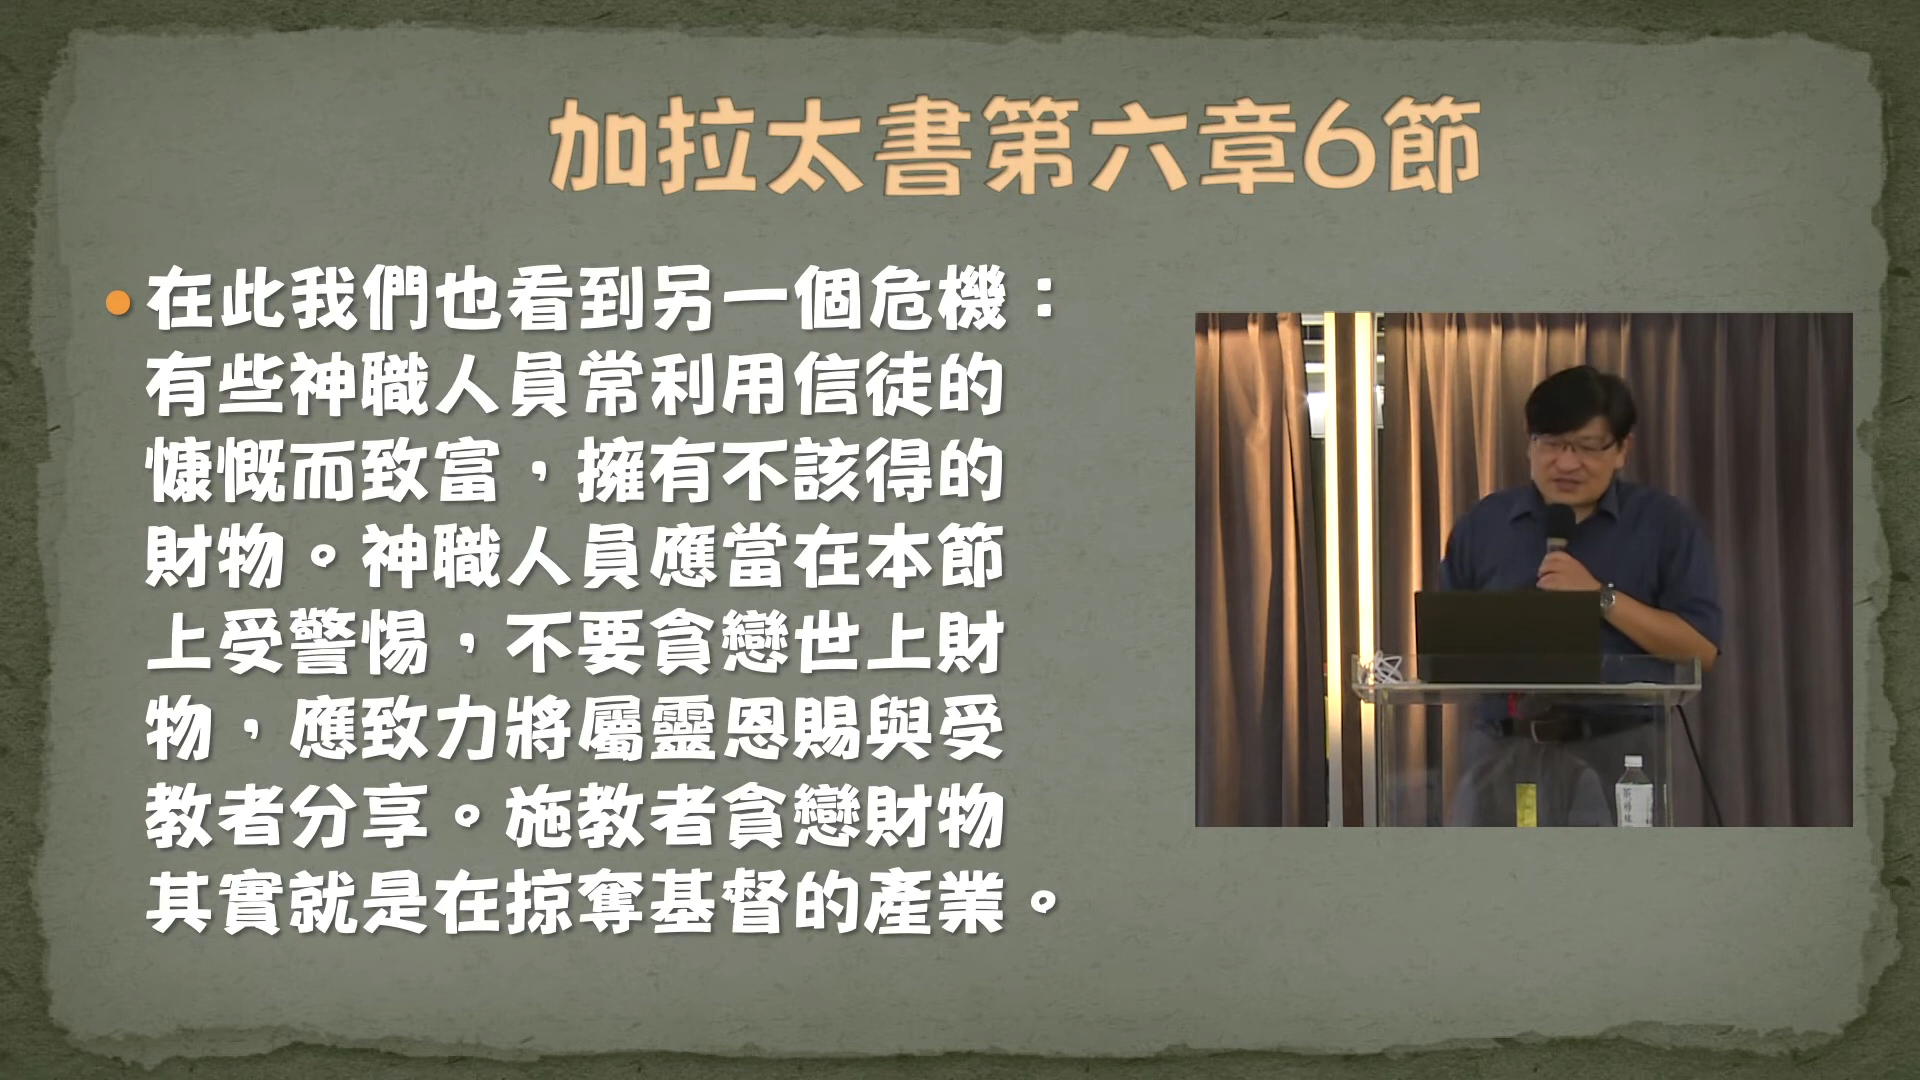 加拉太書第六章6節
•在此我們也看到另一個危機：
有些神職人員常利用信徒的
慷慨而致富，擁有不該得的
財物。神職人員應當在本節
上受警惕，不要貪戀世上財
物，應致力將屬靈恩賜與受
教者分享。施教者貪戀財物
其實就是在掠奪基督的產業。